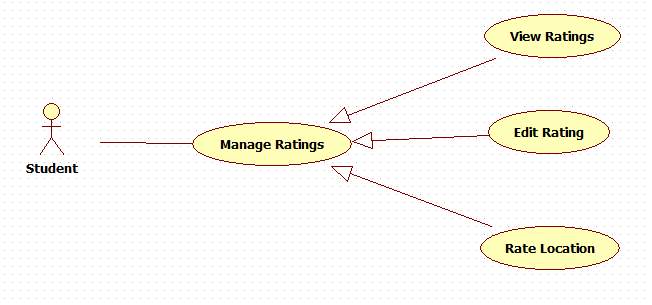 View Ratings
Edit Rating
Manage Ratings
Student
Rate Location